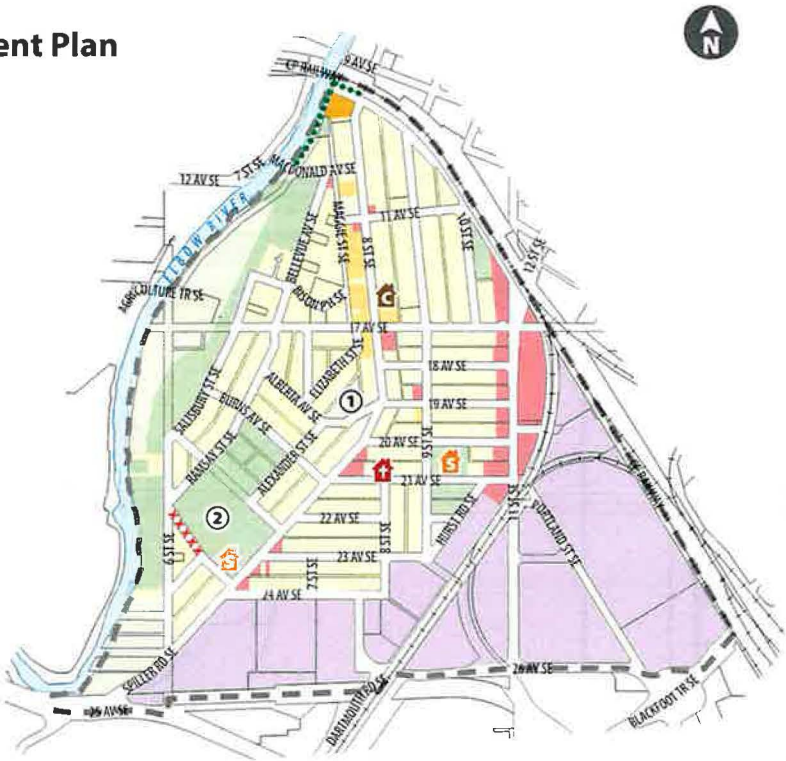 ent Plan
N
9 AV SE
CP RAILWAY
7 ST SE
MACDONALD AV SE
12 AV SE
ELBOW RIVER
MAGGIE ST SE
8 ST SE
11 AV SE
10 ST SE
12 ST SE
BELLEVUE AV SE
BISON PH SE
AGRICULTURE TR SE
C
17 AV SE
ELIZABETH ST SE
18 AV SE
ALBERTA AV SE
SALISBURY ST SE
BURNS AV SE
1
19 AV SE
RAMSAY ST SE
ALEXANDER ST SE
20 AV SE
9 ST SE
S
21 AV SE
CP RAILWAY
2
22 AV SE
8 ST SE
HURST RD SE
11 ST SE
PORTLAND ST SE
6 ST SE
S
23 AV SE
7 ST SE
24 AV SE
SPILLER RD SE
26 AV SE
25 AV SE
DARTMOUTH RD SE
BLACKFOOT TR SE